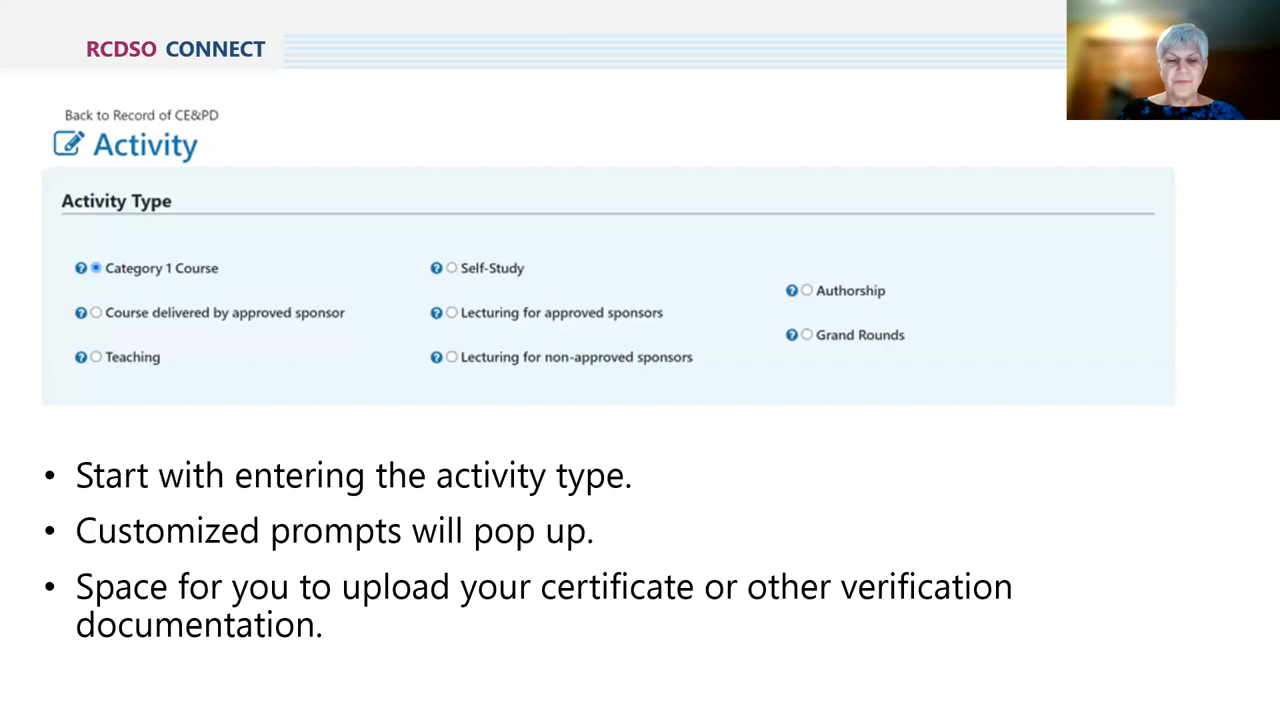 RCDSO CONNECT
Back to Record of CE&PD
Activity
Activity Type
Category 1 Course
Self-Study
Authorship
Course delivered by approved sponsor
Lecturing for approved sponsors
Grand Rounds
Teaching
Lecturing for non-approved sponsors
• Start with entering the activity type.
• Customized prompts will pop up.
• Space for you to upload your certificate or other verification
documentation.